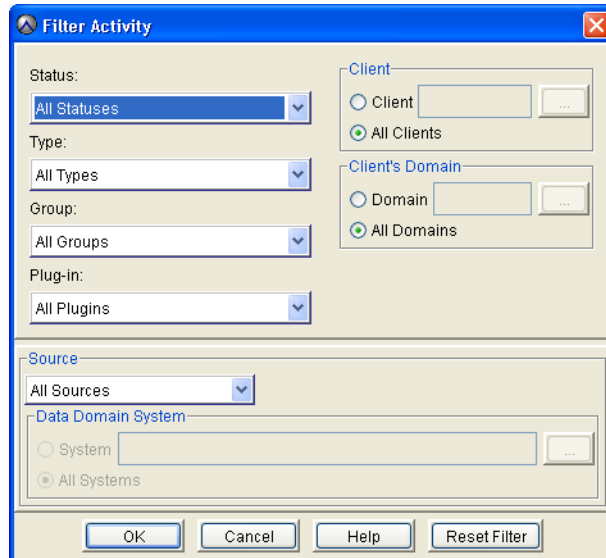 Filter Activity
Status:
All Statuses
Type:
All Types
Group:
All Groups
Plug-in:
All Plugins
Client
Client ...
All Clients
Client's Domain
Domain ...
All Domains
Source
All Sources
Data Domain System
System ...
All Systems
OK Cancel Help Reset Filter